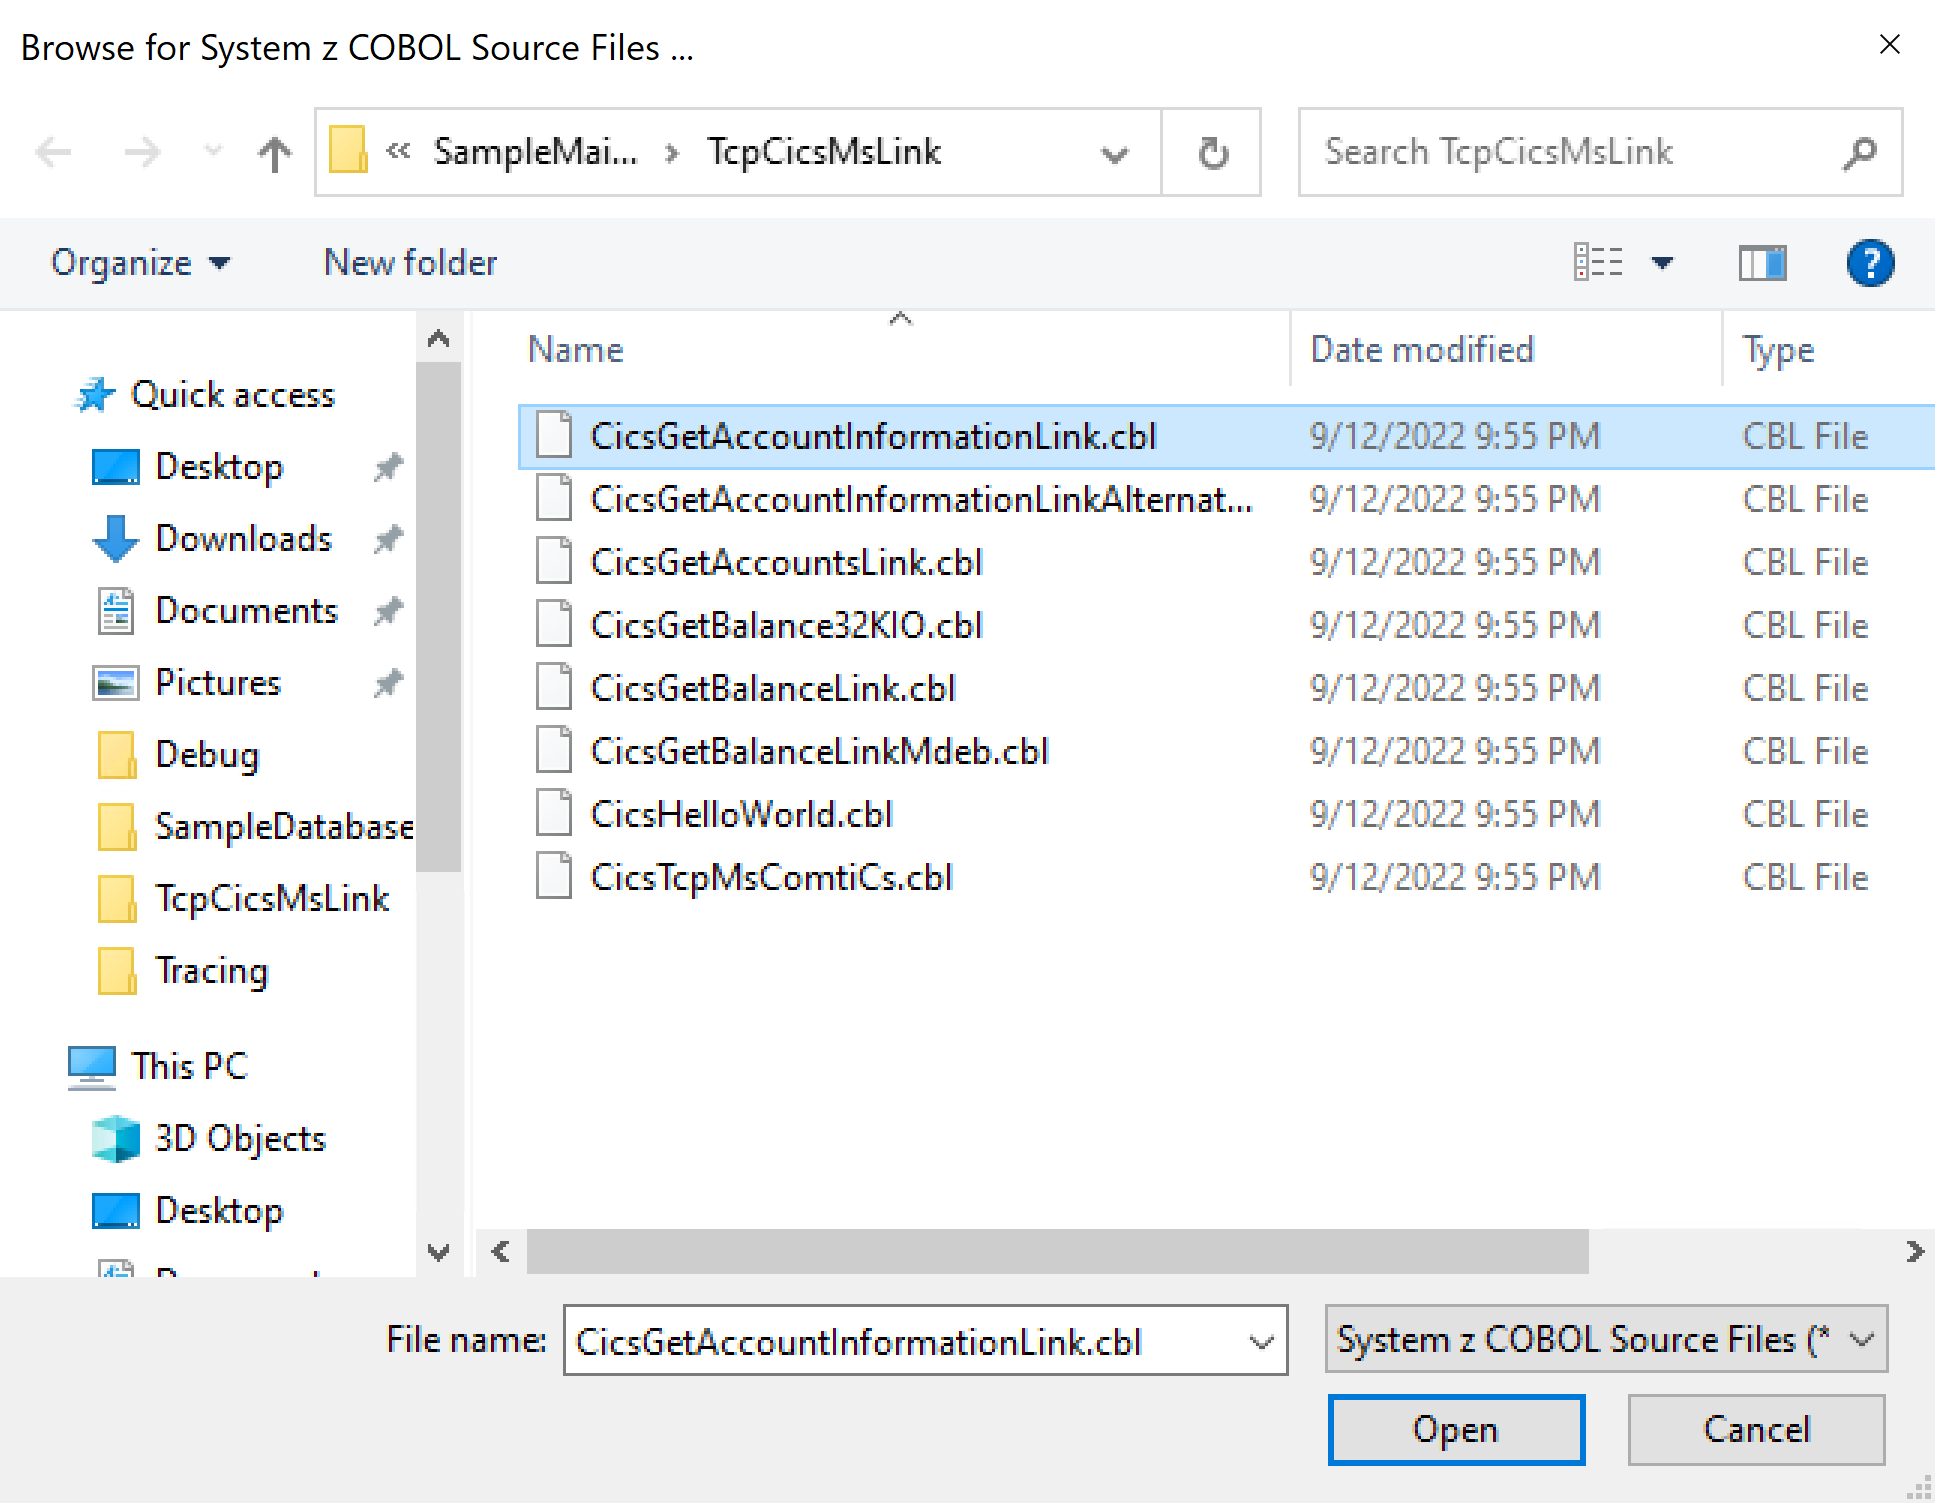 Browse for System z COBOL Source Files ...
« SampleMai... › TcpCicsMsLink
Search TcpCicsMsLink
Organize
New folder
?
Quick access
Desktop
Downloads
Documents
Pictures
Debug
SampleDatabase
TcpCicsMsLink
Tracing
This PC
3D Objects
Desktop
Name Date modified Type
CicsGetAccountInformationLink.cbl 9/12/2022 9:55 PM CBL File
CicsGetAccountInformationLinkAlternat... 9/12/2022 9:55 PM CBL File
CicsGetAccountsLink.cbl 9/12/2022 9:55 PM CBL File
CicsGetBalance32KIO.cbl 9/12/2022 9:55 PM CBL File
CicsGetBalanceLink.cbl 9/12/2022 9:55 PM CBL File
CicsGetBalanceLinkMdeb.cbl 9/12/2022 9:55 PM CBL File
CicsHelloWorld.cbl 9/12/2022 9:55 PM CBL File
CicsTcpMsComtiCs.cbl 9/12/2022 9:55 PM CBL File
File name: CicsGetAccountInformationLink.cbl
System z COBOL Source Files (*
Open
Cancel